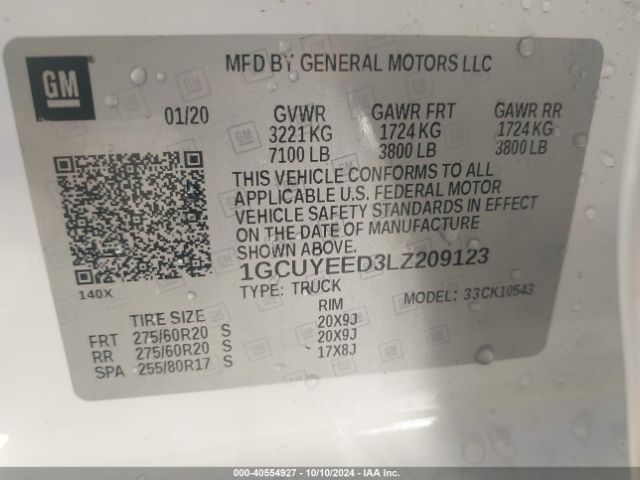 GM
MFD BY GENERAL MOTORS LLC
01/20
GVWR GAWR FRT GAWR RR
3221 KG 1724 KG 1724 KG
7100 LB 3800 LB 3800 LB
THIS VEHICLE CONFORMS TO ALL
APPLICABLE U.S. FEDERAL MOTOR
VEHICLE SAFETY STANDARDS IN EFFECT
ON THE DATE OF MANUFACTURE
SHOWN ABOVE.
1GCUYEED3LZ209123
140X
TYPE: TRUCK
MODEL: 33CK10543
TIRE SIZE RIM
FRT 275/60R20 S 20X9J
RR 275/60R20 S 20X9J
SPA 255/80R17 S 17X8J
000-40554927 - 10/10/2024 - IAA Inc.